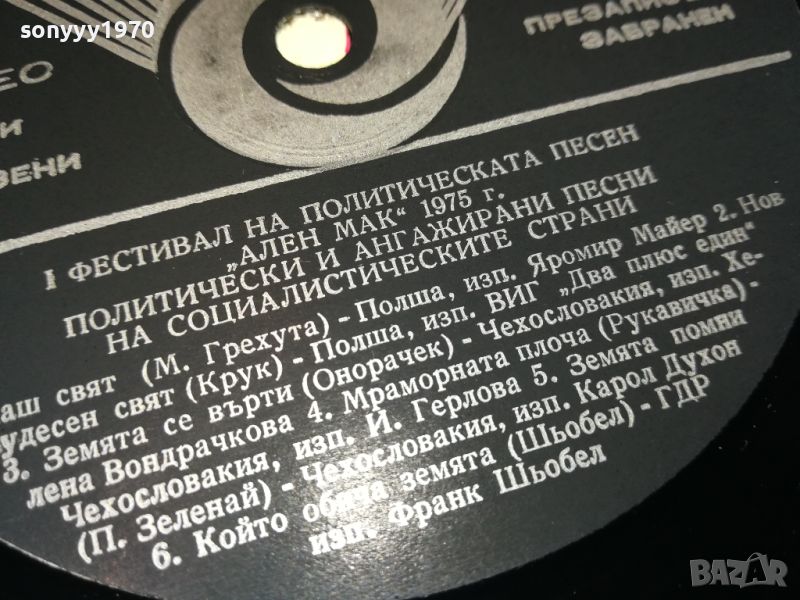 sonyyy1970
ЕО
И
ВЕНИ
ПРЕЗАПИС
ЗАБРАНЕН
I ФЕСТИВАЛ НА ПОЛИТИЧЕСКАТА ПЕСЕН
„АЛЕН МАК“ 1975 г.
ПОЛИТИЧЕСКИ И АНГАЖИРАНИ ПЕСНИ
НА СОЦИАЛИСТИЧЕСКИТЕ СТРАНИ
аш свят (М. Грехута) - Полша, изп. Яромир Майер 2. Нов
удесен свят (Крук) - Полша, изп. ВИГ „Два плюс един“
3. Земята се върти (Онорачек) - Чехословакия, изп. Хе-
лена Вондрачкова 4. Мраморната плоча (Рукавичка) -
Чехословакия, изп. Й. Герлова 5. Земята помни
(П. Зеленай) - Чехословакия, изп. Карол Духон
6. Който обича земята (Шьобел) - ГДР
изп. Франк Шьобел
BAZAR